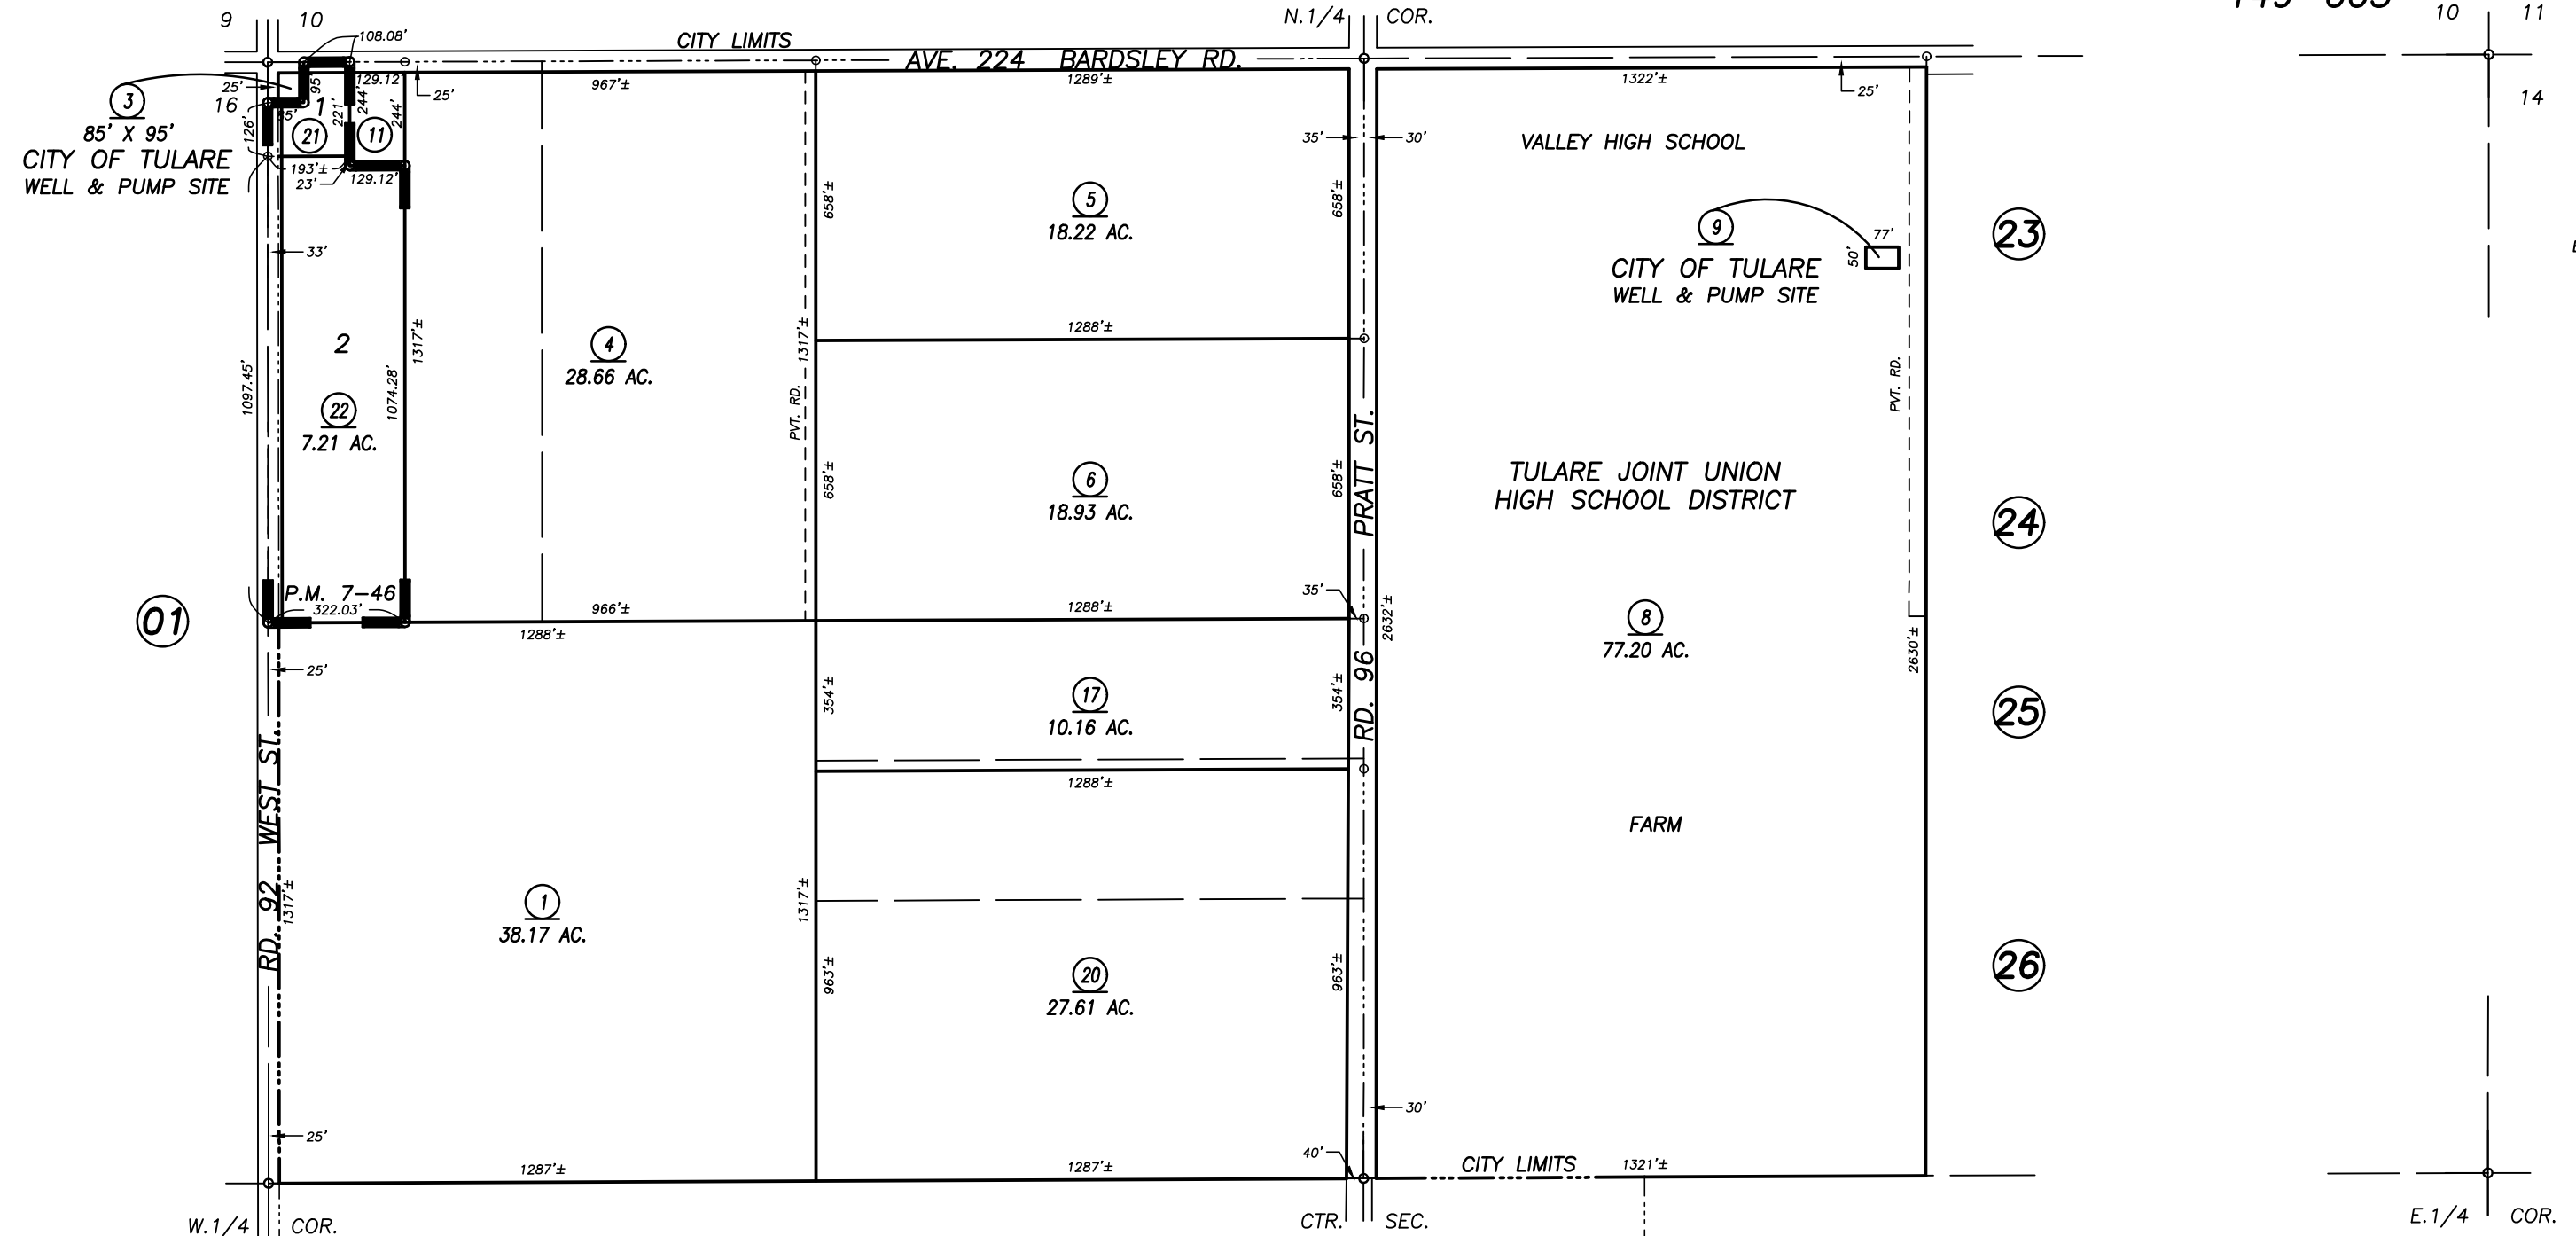 9
10
108.08'
CITY LIMITS
N.1/4 COR.
10
11
AVE. 224 BARDSLEY RD.
3
85' X 95'
CITY OF TULARE
WELL & PUMP SITE
25'
16
126'
85'
95'
1
21
221'
129.12'
244'
11
244'
193'±
23'
129.12'
25'
967'±
1289'±
1322'±
25'
14
35'
30'
VALLEY HIGH SCHOOL
658'±
5
18.22 AC.
658'±
9
CITY OF TULARE
WELL & PUMP SITE
77'
50'
23
33'
2
1097.45'
1074.28'
1317'±
22
7.21 AC.
4
28.66 AC.
PVT. RD.
1317'±
1288'±
PVT. RD.
658'±
6
18.93 AC.
658'±
RD. 96 PRATT ST.
TULARE JOINT UNION
HIGH SCHOOL DISTRICT
24
01
P.M. 7-46
322.03'
966'±
1288'±
1288'±
35'
2632'±
8
77.20 AC.
2630'±
25'
354'±
17
10.16 AC.
354'±
25
1288'±
RD. 92 WEST ST.
1317'±
FARM
1
38.17 AC.
1317'±
963'±
20
27.61 AC.
963'±
26
25'
30'
40'
1287'±
1287'±
CITY LIMITS
1321'±
W.1/4 COR.
CTR. SEC.
E.1/4 COR.